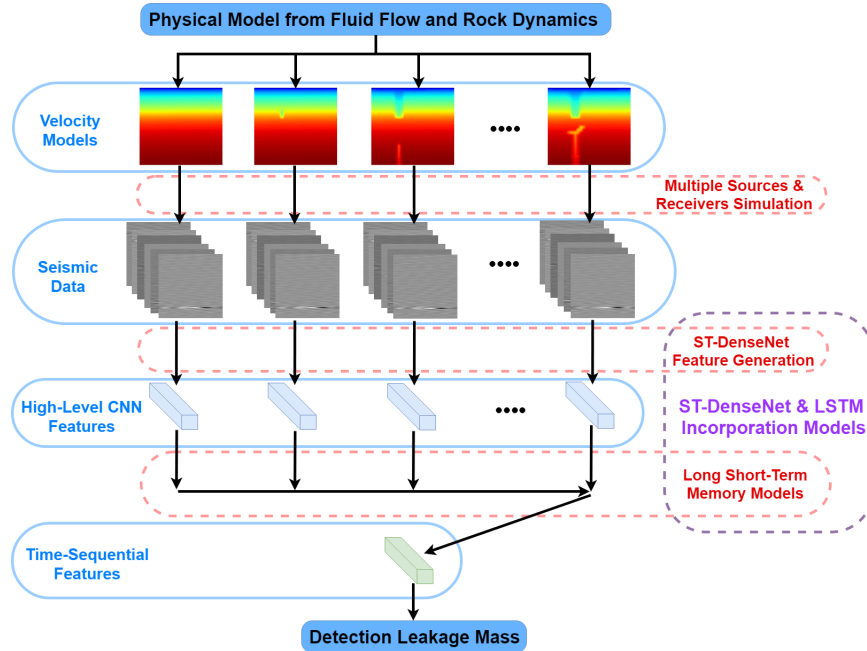 Physical Model from Fluid Flow and Rock Dynamics
Velocity
Models
Multiple Sources &
Receivers Simulation
Seismic
Data
ST-DenseNet
Feature Generation
High-Level CNN
Features
ST-DenseNet & LSTM
Incorporation Models
Long Short-Term
Memory Models
Time-Sequential
Features
Detection Leakage Mass